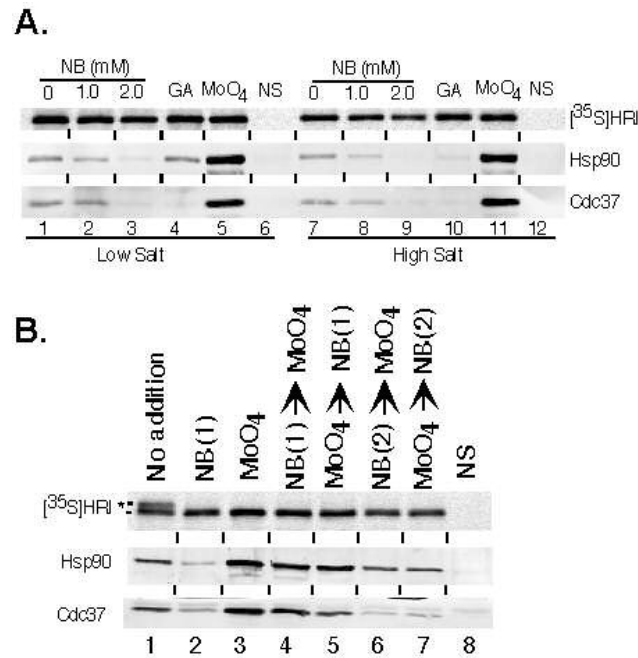 A.
NB (mM)
0 1.0 2.0 GA MoO4 NS
NB (mM)
0 1.0 2.0 GA MoO4 NS
[35S]HRI
Hsp90
Cdc37
1 2 3 4 5 6 7 8 9 10 11 12
Low Salt High Salt
B.
No addition
NB(1)
MoO4
NB(1) MoO4
MoO4 NB(1)
NB(2) MoO4
MoO4 NB(2)
NS
[35S]HRI *
Hsp90
Cdc37
1 2 3 4 5 6 7 8